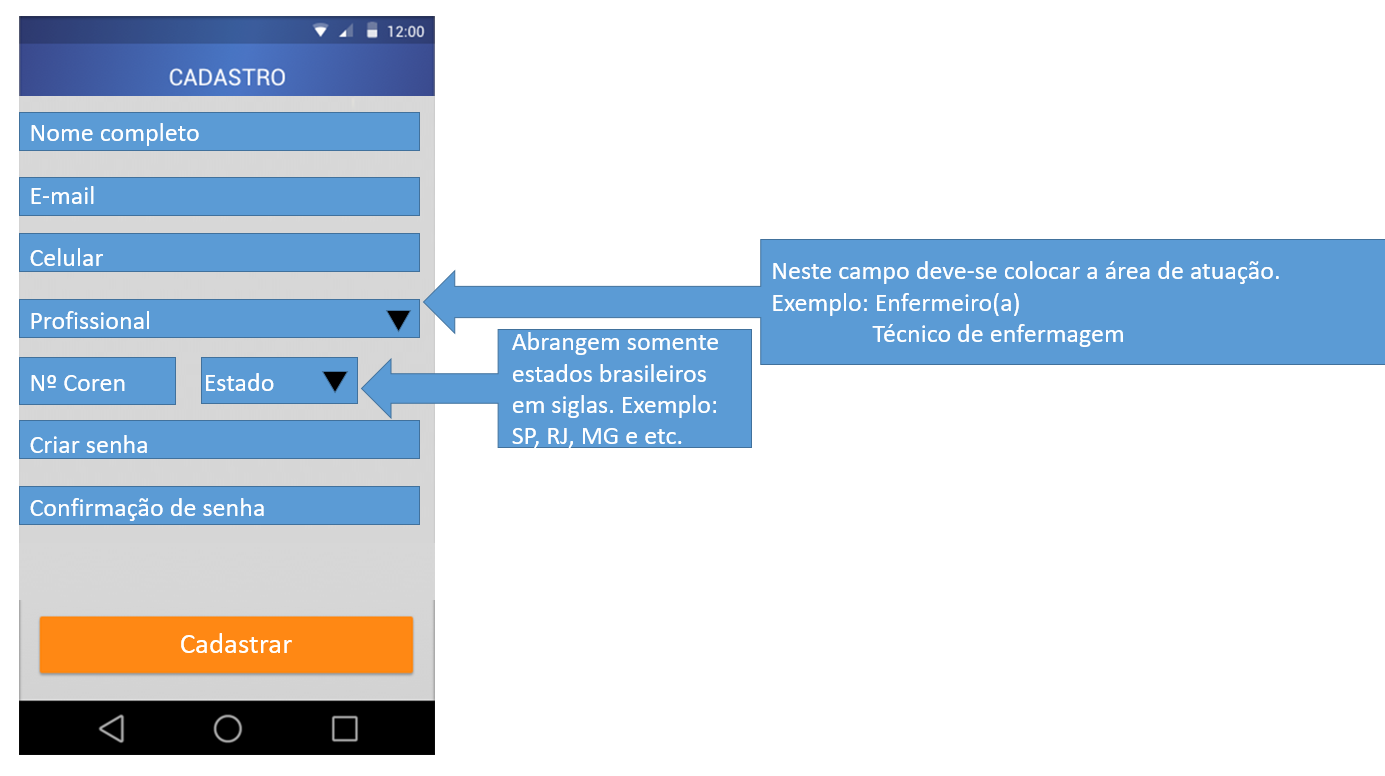 12:00
CADASTRO
Nome completo
E-mail
Celular
Profissional
Nº Coren
Estado
Criar senha
Confirmação de senha
Cadastrar
Neste campo deve-se colocar a área de atuação.
Exemplo: Enfermeiro(a)
Técnico de enfermagem
Abrangem somente
estados brasileiros
em siglas. Exemplo:
SP, RJ, MG e etc.